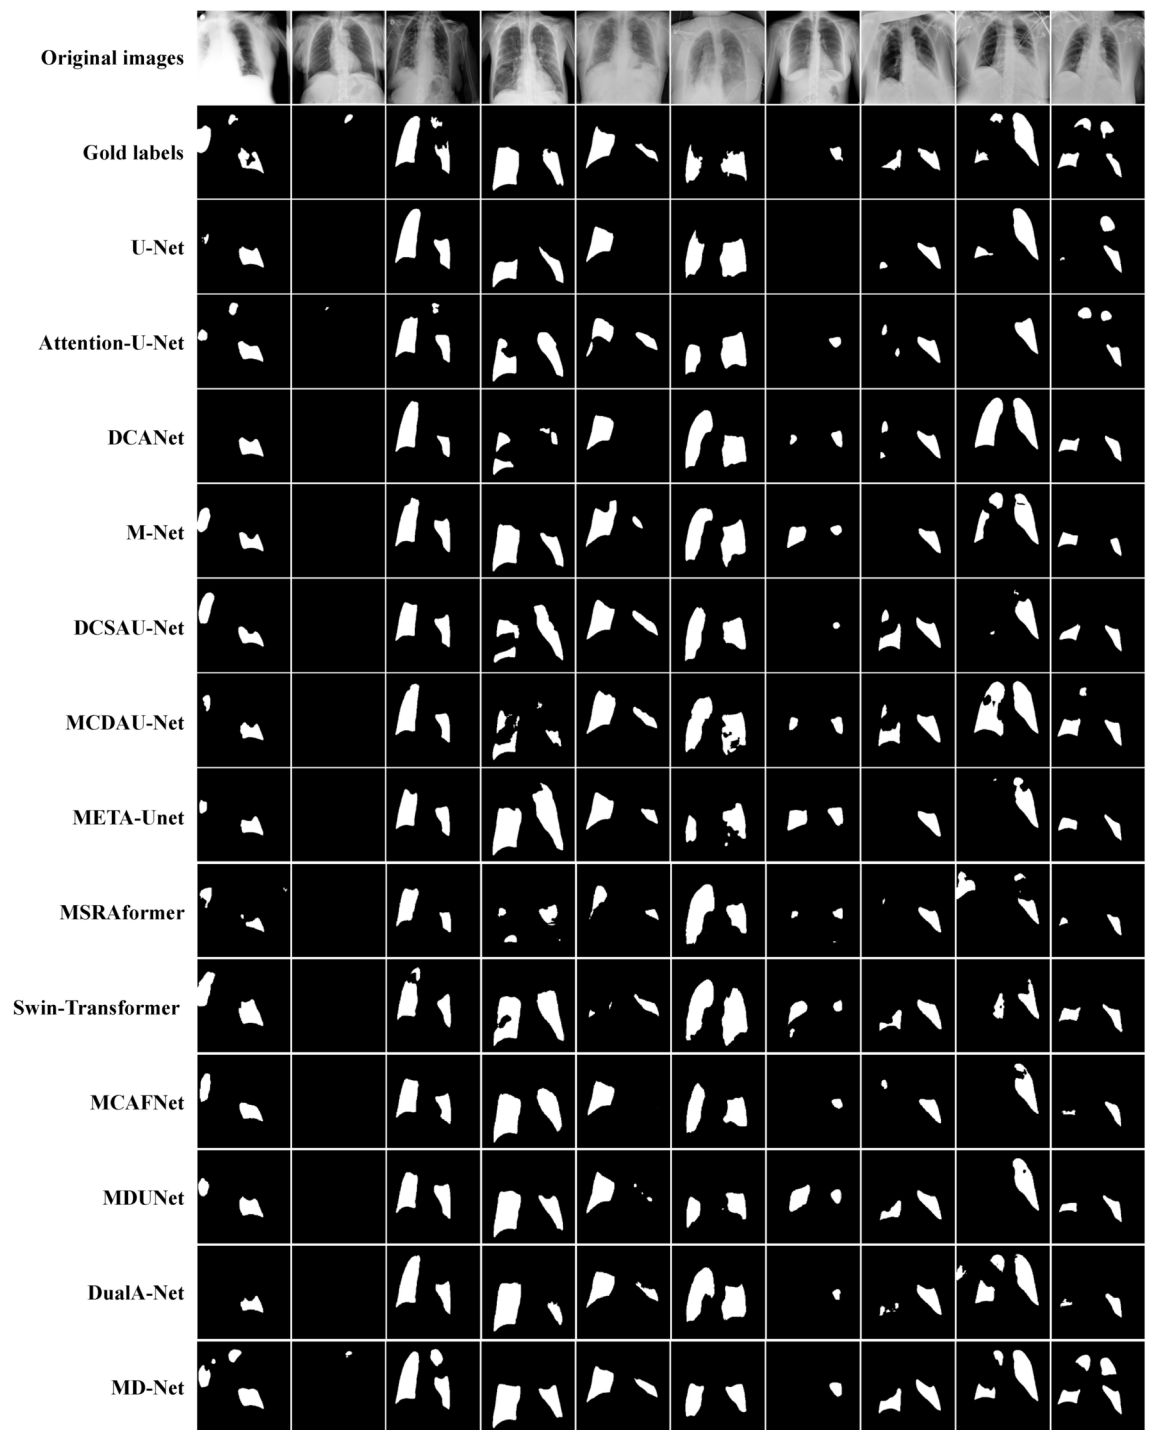 Original images
Gold labels
U-Net
Attention-U-Net
DCANet
M-Net
DCSAU-Net
MCDAU-Net
META-Unet
MSRAformer
Swin-Transformer
MCAFNet
MDUNet
DualA-Net
MD-Net